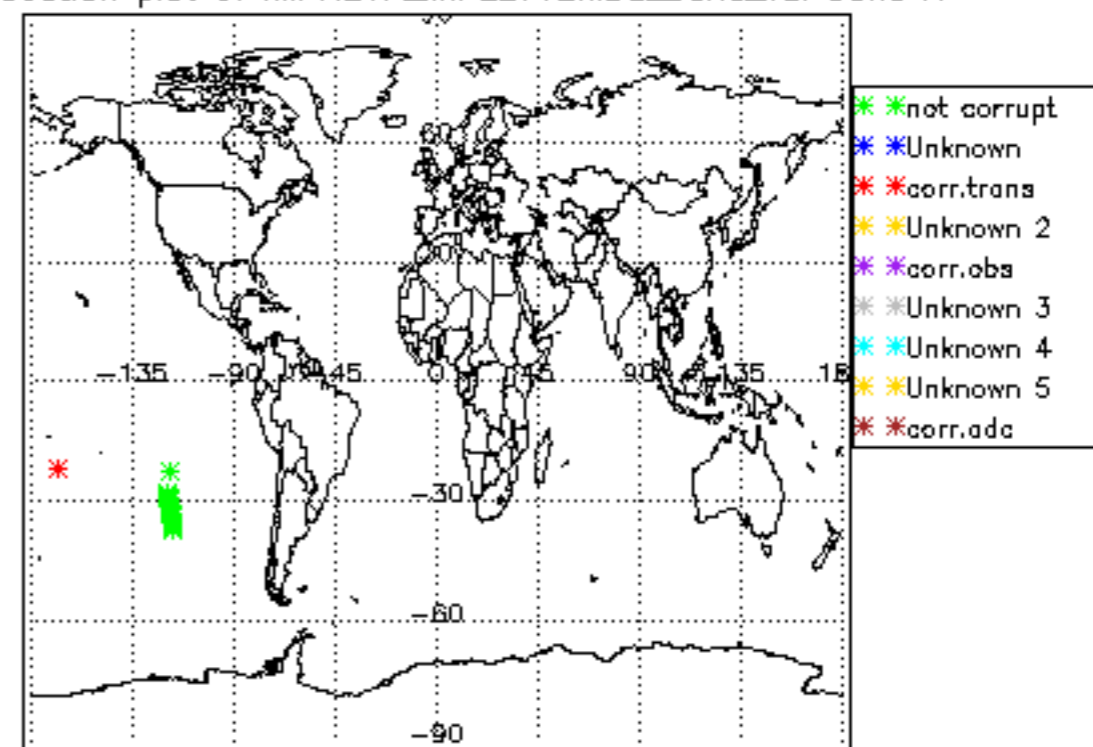 not corrupt
Unknown
corr.trans
Unknown 2
corr.obs
Unknown 3
Unknown 4
Unknown 5
corr.adc
60
-135 -90 45 0 45 90 135
-30
-60
-90